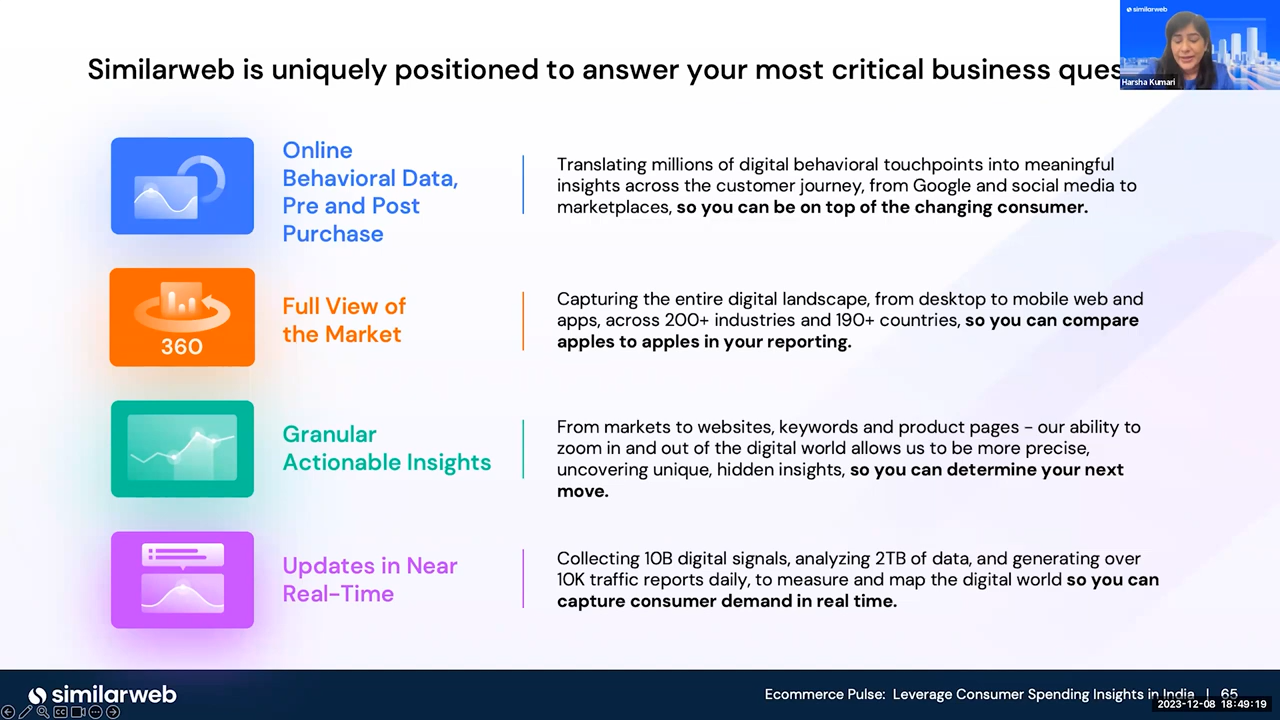 similarweb
Similarweb is uniquely positioned to answer your most critical business ques
Harsha Kumari
Online
Behavioral Data,
Pre and Post
Purchase
Translating millions of digital behavioral touchpoints into meaningful
insights across the customer journey, from Google and social media to
marketplaces, so you can be on top of the changing consumer.
360
Full View of
the Market
Capturing the entire digital landscape, from desktop to mobile web and
apps, across 200+ industries and 190+ countries, so you can compare
apples to apples in your reporting.
Granular
Actionable Insights
From markets to websites, keywords and product pages - our ability to
zoom in and out of the digital world allows us to be more precise,
uncovering unique, hidden insights, so you can determine your next
move.
Updates in Near
Real-Time
Collecting 10B digital signals, analyzing 2TB of data, and generating over
10K traffic reports daily, to measure and map the digital world so you can
capture consumer demand in real time.
similarweb
Ecommerce Pulse: Leverage Consumer Spending Insights in India | 65
2023-12-08 18:49:19